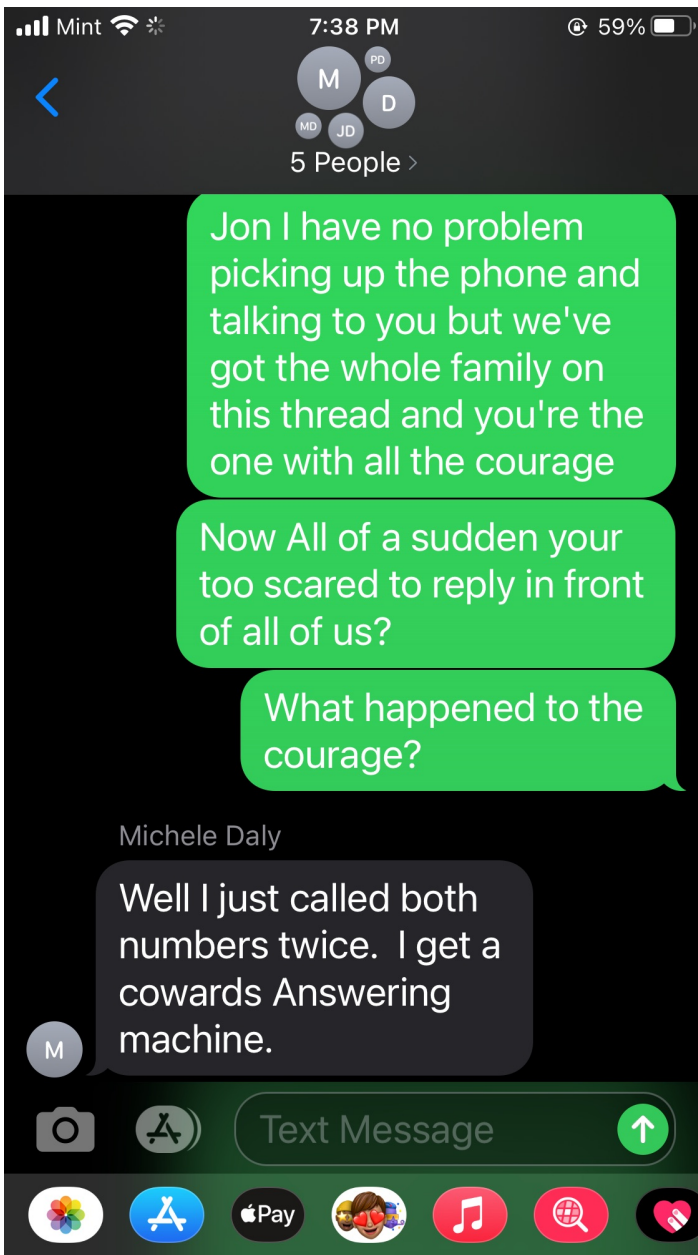 Mint 7:38 PM 59%
M PD
D
MD JD
5 People
Jon I have no problem
picking up the phone and
talking to you but we've
got the whole family on
this thread and you're the
one with all the courage
Now All of a sudden your
too scared to reply in front
of all of us?
What happened to the
courage?
Michele Daly
Well I just called both
numbers twice.  I get a
cowards Answering
machine.
M
Text Message
Pay